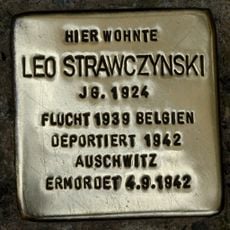 HIER WOHNTE
LEO STRAWCZYNSKI
JG. 1924
FLUCHT 1939 BELGIEN
DEPORTIERT 1942
AUSCHWITZ
ERMORDET 4.9.1942